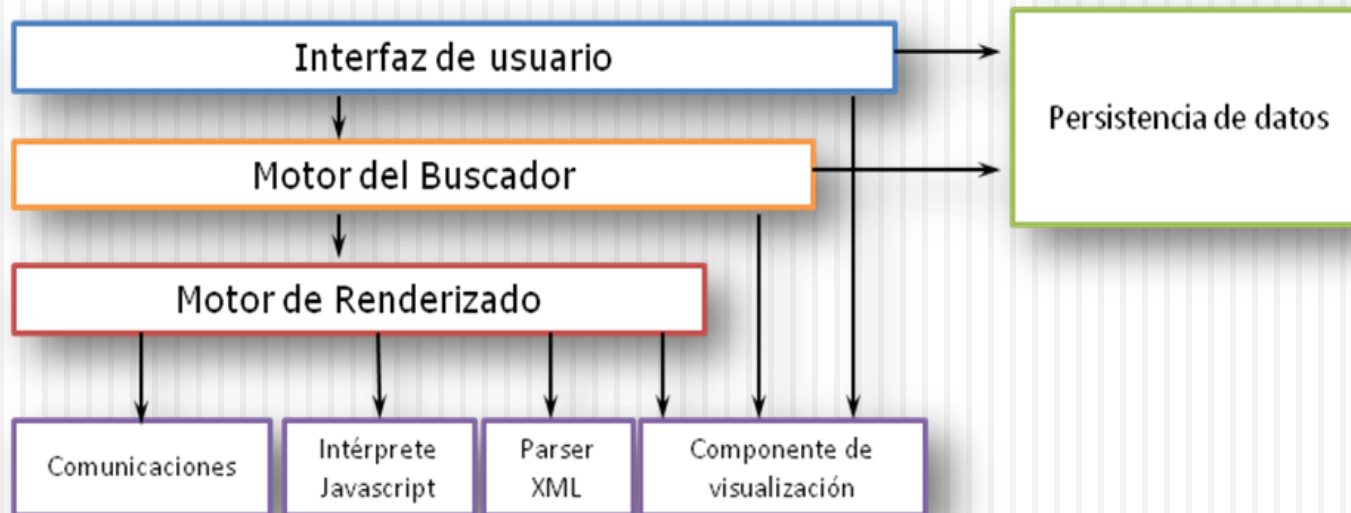 Interfaz de usuario
Persistencia de datos
Motor del Buscador
Motor de Renderizado
Comunicaciones
Intérprete
Javascript
Parser
XML
Componente de
visualización